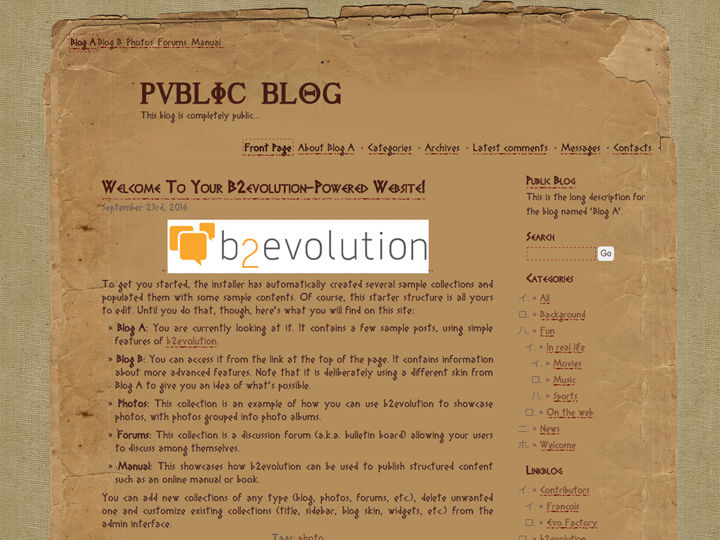 Blog A Blog B Photos Forums Manual
PVBLIC BLOG
This blog is completely public...
Front Page About Blog A · Categories · Archives · Latest comments · Messages · Contacts ·
Welcome To Your B2evolution-Powered Website!
September 23rd, 2016
b2evolution
To get you started, the installer has automatically created several sample collections and
populated them with some sample contents. Of course, this starter structure is all yours
to edit. Until you do that, though, here's what you will find on this site:
» Blog A: You are currently looking at it. It contains a few sample posts, using simple
features of b2evolution.
» Blog B: You can access it from the link at the top of the page. It contains information
about more advanced features. Note that it is deliberately using a different skin from
Blog A to give you an idea of what's possible.
» Photos: This collection is an example of how you can use b2evolution to showcase
photos, with photos grouped into photo albums.
» Forums: This collection is a discussion forum (a.k.a. bulletin board) allowing your users
to discuss among themselves.
» Manual: This showcases how b2evolution can be used to publish structured content
such as an online manual or book.
You can add new collections of any type (blog, photos, forums, etc.), delete unwanted
one and customize existing collections (title, sidebar, blog skin, widgets, etc.) from the
admin interface.
Tags: photo
Public Blog
This is the long description for
the blog named 'Blog A'.
Search
Go
Categories
イ. » All
ロ. » Background
ハ. » Fun
イ. » In real life
イ. » Movies
ロ. » Music
ハ. » Sports
ロ. » On the web
ニ. » News
ホ. » Welcome
Linkblog
イ. » Contributors
イ. » Francois
ロ. » Evo Factory
ロ. » b2evolution